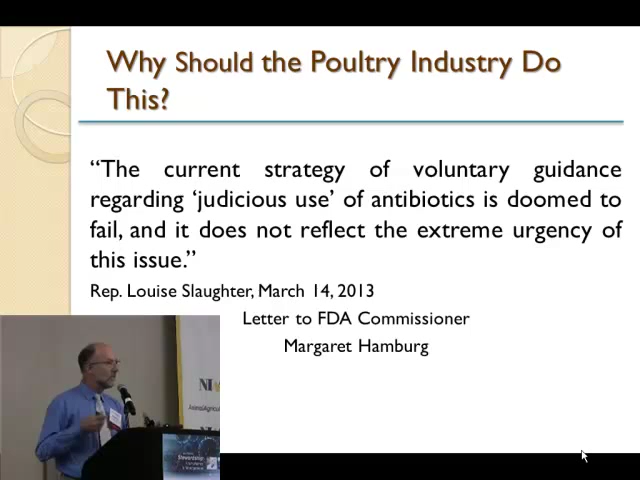 Why Should the Poultry Industry Do
This?
“The current strategy of voluntary guidance
regarding ‘judicious use’ of antibiotics is doomed to
fail, and it does not reflect the extreme urgency of
this issue.”
Rep. Louise Slaughter, March 14, 2013
Letter to FDA Commissioner
Margaret Hamburg
NI
Stewardship